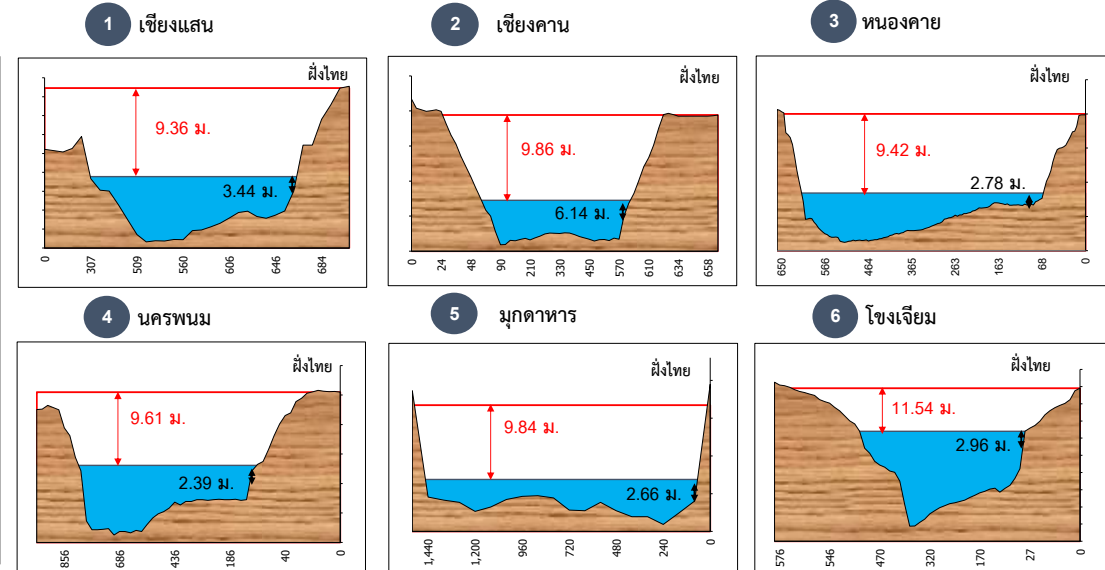 1 เชียงแสน
ฝั่งไทย
9.36 ม.
3.44 ม.
0 307 509 560 606 646 684
2 เชียงคาน
ฝั่งไทย
9.86 ม.
6.14 ม.
0 24 48 90 210 330 450 570 610 634 658
3 หนองคาย
ฝั่งไทย
9.42 ม.
2.78 ม.
650 566 464 365 263 163 68 0
4 นครพนม
ฝั่งไทย
9.61 ม.
2.39 ม.
856 686 436 186 40 0
5 มุกดาหาร
ฝั่งไทย
9.84 ม.
2.66 ม.
1,440 1,200 960 720 480 240 0
6 โขงเจียม
ฝั่งไทย
11.54 ม.
2.96 ม.
576 546 470 320 170 27 0